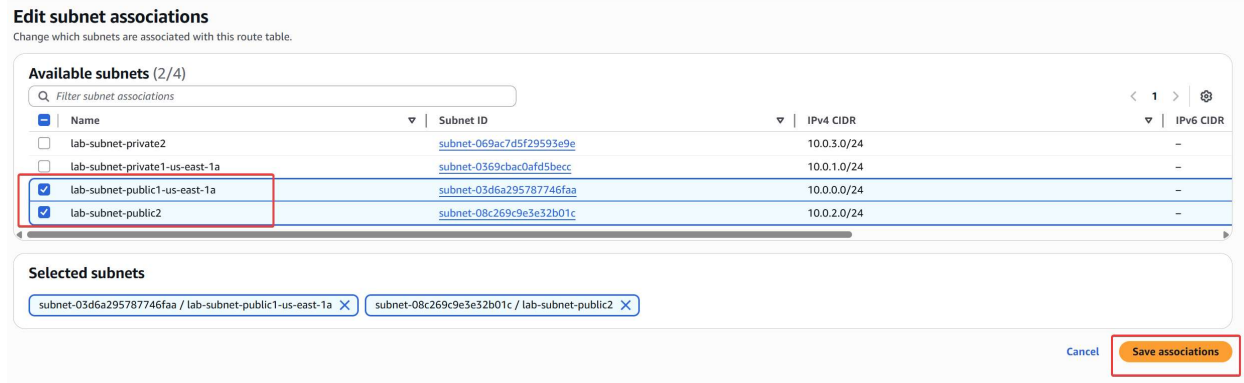 Edit subnet associations
Change which subnets are associated with this route table.
Available subnets (2/4)
Filter subnet associations
1
Name Subnet ID IPv4 CIDR IPv6 CIDR
lab-subnet-private2 subnet-069ac7d5f29593e9e 10.0.3.0/24 –
lab-subnet-private1-us-east-1a subnet-0369cbac0afd5becc 10.0.1.0/24 –
lab-subnet-public1-us-east-1a subnet-03d6a295787746faa 10.0.0.0/24 –
lab-subnet-public2 subnet-08c269c9e3e32b01c 10.0.2.0/24 –
Selected subnets
subnet-03d6a295787746faa / lab-subnet-public1-us-east-1a subnet-08c269c9e3e32b01c / lab-subnet-public2
Cancel Save associations